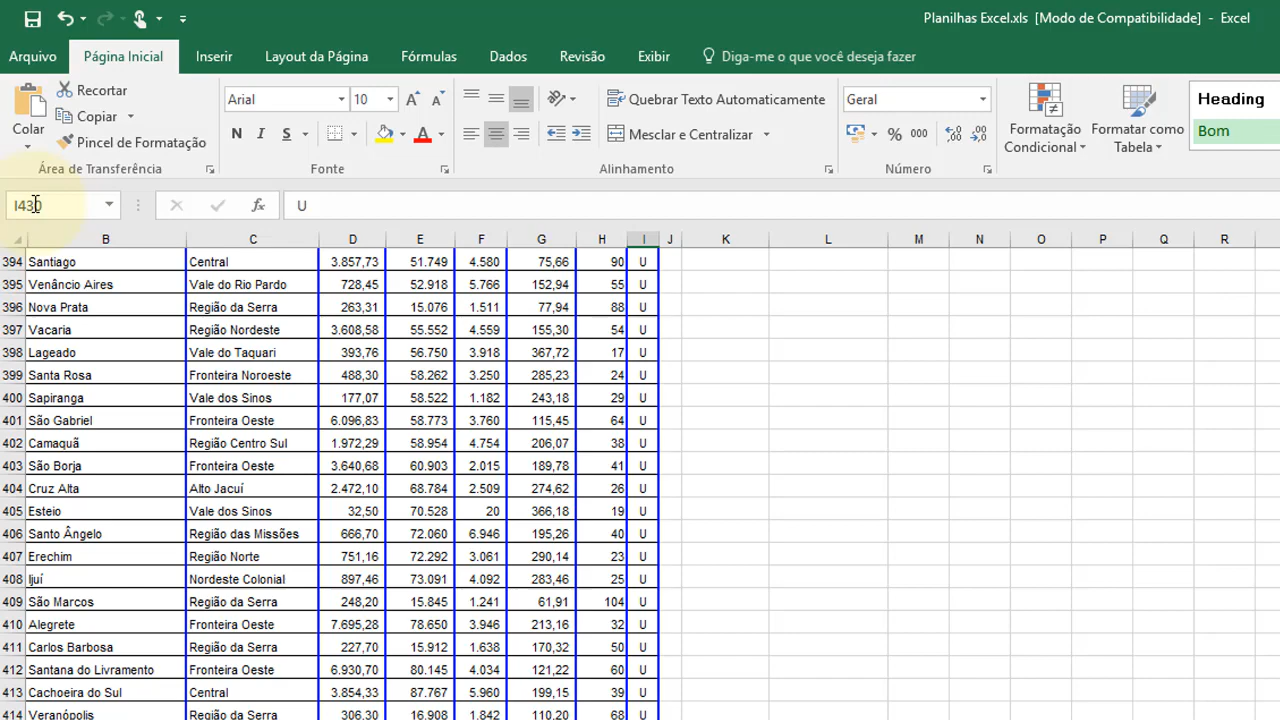 Planilhas Excel.xls [Modo de Compatibilidade] - Excel
Arquivo Página Inicial Inserir Layout da Página Fórmulas Dados Revisão Exibir Diga-me o que você deseja fazer
Colar
Recortar
Copiar
Pincel de Formatação
Área de Transferência
Arial 10
N I S
Fonte
Quebrar Texto Automaticamente
Mesclar e Centralizar
Alinhamento
Geral
% 000
Número
Formatação Condicional
Formatar como Tabela
Heading
Bom
I430 fx U
B C D E F G H I J K L M N O P Q R
394 Santiago Central 3.857,73 51.749 4.580 75,66 90 U
395 Venâncio Aires Vale do Rio Pardo 728,45 52.918 5.766 152,94 55 U
396 Nova Prata Região da Serra 263,31 15.076 1.511 77,94 88 U
397 Vacaria Região Nordeste 3.608,58 55.552 4.559 155,30 54 U
398 Lageado Vale do Taquari 393,76 56.750 3.918 367,72 17 U
399 Santa Rosa Fronteira Noroeste 488,30 58.262 3.250 285,23 24 U
400 Sapiranga Vale dos Sinos 177,07 58.522 1.182 243,18 29 U
401 São Gabriel Fronteira Oeste 6.096,83 58.773 3.760 115,45 64 U
402 Camaquã Região Centro Sul 1.972,29 58.954 4.754 206,07 38 U
403 São Borja Fronteira Oeste 3.640,68 60.903 2.015 189,78 41 U
404 Cruz Alta Alto Jacuí 2.472,10 68.784 2.509 274,62 26 U
405 Esteio Vale dos Sinos 32,50 70.528 20 366,18 19 U
406 Santo Ângelo Região das Missões 666,70 72.060 6.946 195,26 40 U
407 Erechim Região Norte 751,16 72.292 3.061 290,14 23 U
408 Ijuí Nordeste Colonial 897,46 73.091 4.092 283,46 25 U
409 São Marcos Região da Serra 248,20 15.845 1.241 61,91 104 U
410 Alegrete Fronteira Oeste 7.695,28 78.650 3.946 213,16 32 U
411 Carlos Barbosa Região da Serra 227,70 15.912 1.638 170,32 50 U
412 Santana do Livramento Fronteira Oeste 6.930,70 80.145 4.034 121,22 60 U
413 Cachoeira do Sul Central 3.854,33 87.767 5.960 199,15 39 U
414 Veranópolis Região da Serra 306,30 16.908 1.842 110,20 68 U